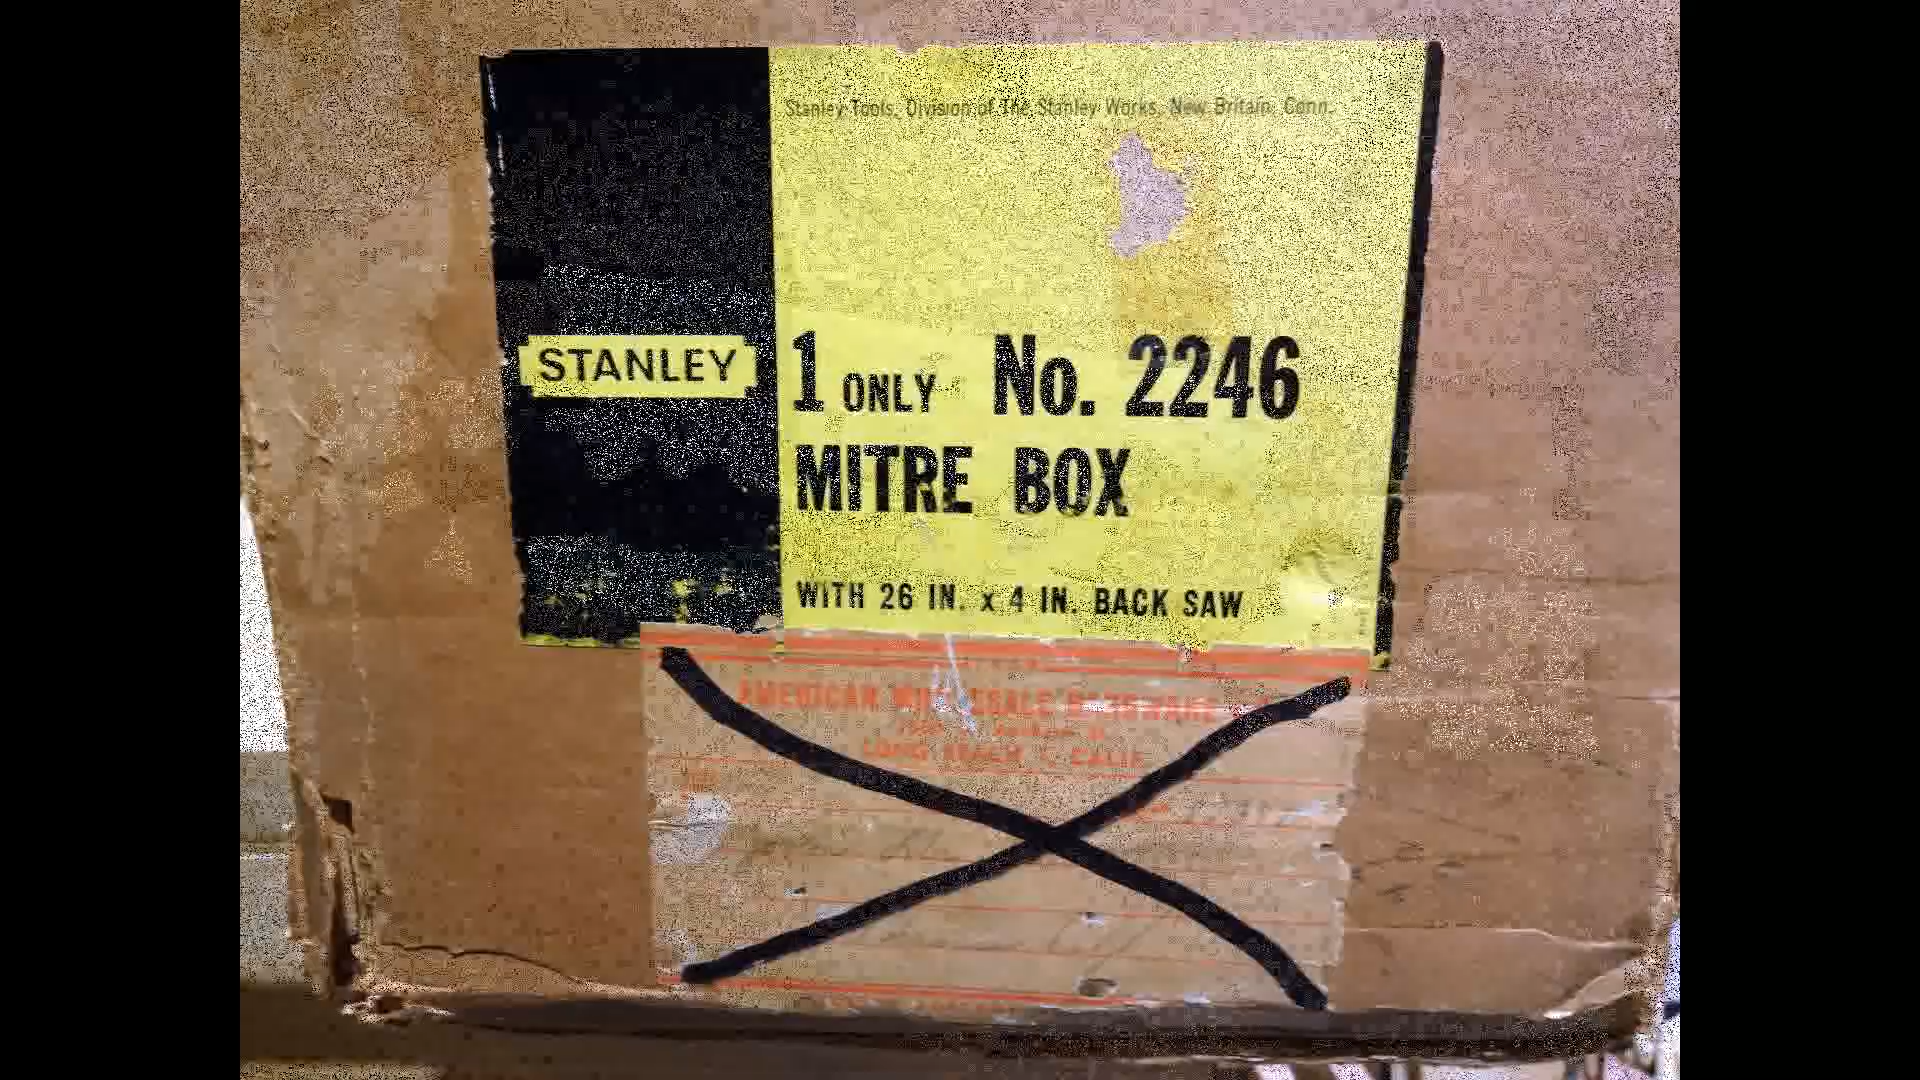 Stanley Tools, Division of The Stanley Works, New Britain, Conn.
STANLEY
1 ONLY No. 2246
MITRE BOX
WITH 26 IN. x 4 IN. BACK SAW
AMERICAN WHOLESALE HARDWARE
LONG BEACH CALIF.